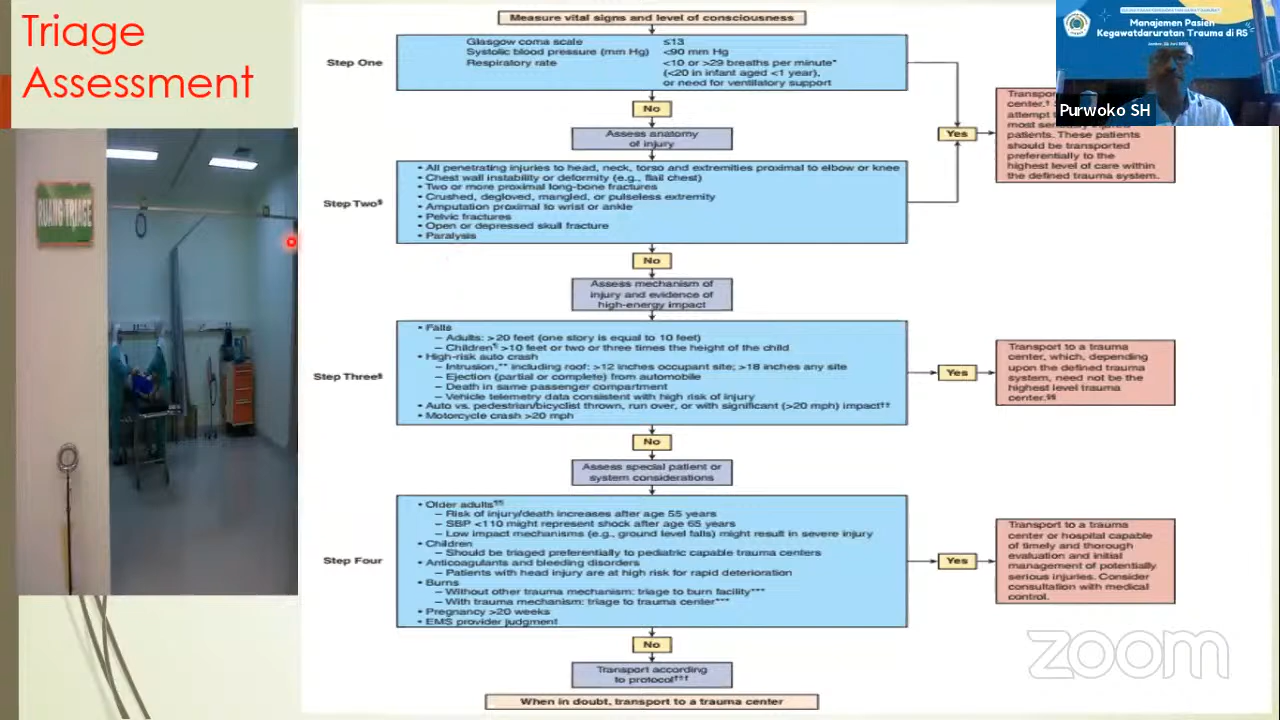 Triage
Assessment
RUANG TRIAGE
Measure vital signs and level of consciousness
Step One
Glasgow coma scale ≤13
Systolic blood pressure (mm Hg) <90 mm Hg
Respiratory rate <10 or >29 breaths per minute*
(<20 in infant aged <1 year),
or need for ventilatory support
No
Assess anatomy
of injury
Yes
Transport
center.†
attempt
most
patients. These patients
should be transported
preferentially to the
highest level of care within
the defined trauma system.
Step Two§
• All penetrating injuries to head, neck, torso and extremities proximal to elbow or knee
• Chest wall instability or deformity (e.g., flail chest)
• Two or more proximal long-bone fractures
• Crushed, degloved, mangled, or pulseless extremity
• Amputation proximal to wrist or ankle
• Pelvic fractures
• Open or depressed skull fracture
• Paralysis
No
Assess mechanism of
injury and evidence of
high-energy impact
Step Three§
• Falls
– Adults: >20 feet (one story is equal to 10 feet)
– Children¶ >10 feet or two or three times the height of the child
• High-risk auto crash
– Intrusion,** including roof: >12 inches occupant site; >18 inches any site
– Ejection (partial or complete) from automobile
– Death in same passenger compartment
– Vehicle telemetry data consistent with high risk of injury
• Auto vs. pedestrian/bicyclist thrown, run over, or with significant (>20 mph) impact††
• Motorcycle crash >20 mph
Yes
Transport to a trauma
center, which, depending
upon the defined trauma
system, need not be the
highest level trauma
center.§§
No
Assess special patient or
system considerations
Step Four
• Older adults¶¶
– Risk of injury/death increases after age 55 years
– SBP <110 might represent shock after age 65 years
– Low impact mechanisms (e.g., ground level falls) might result in severe injury
• Children
– Should be triaged preferentially to pediatric capable trauma centers
• Anticoagulants and bleeding disorders
– Patients with head injury are at high risk for rapid deterioration
• Burns
– Without other trauma mechanism: triage to burn facility***
– With trauma mechanism: triage to trauma center***
• Pregnancy >20 weeks
• EMS provider judgment
Yes
Transport to a trauma
center or hospital capable
of timely and thorough
evaluation and initial
management of potentially
serious injuries. Consider
consultation with medical
control.
No
Transport according
to protocol†††
When in doubt, transport to a trauma center
Manajemen Pasien
Kegawatdaruratan Trauma di RS
Purwoko SH
zoom